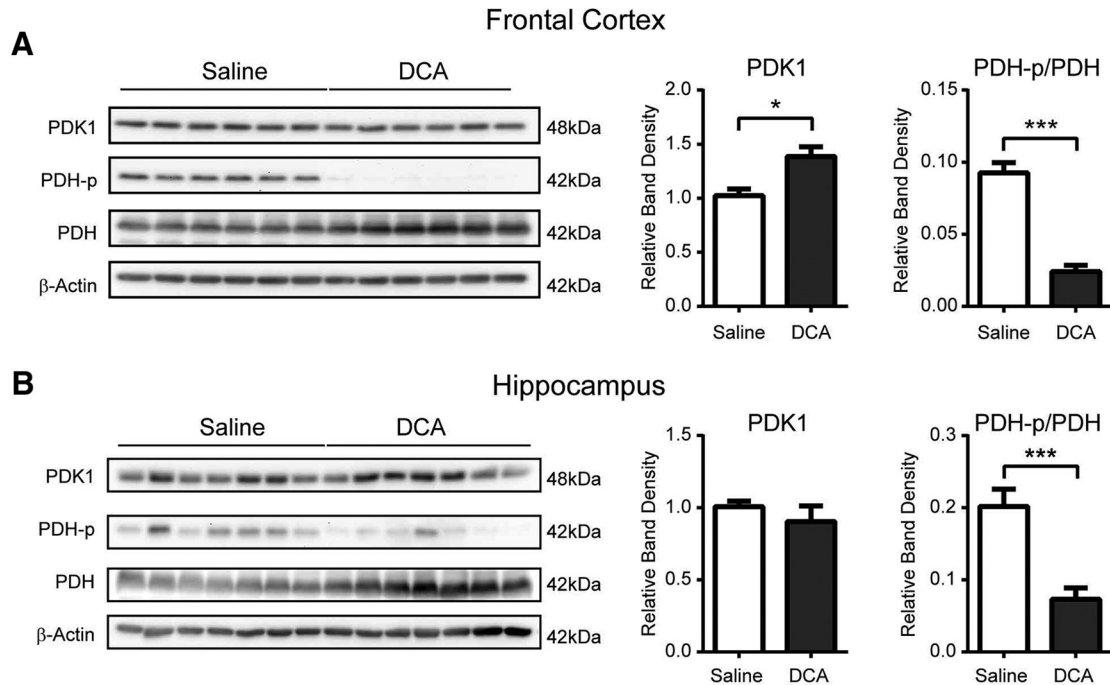 Frontal Cortex
A
Saline DCA
PDK1 48kDa
PDH-p 42kDa
PDH 42kDa
β-Actin 42kDa
PDK1
Relative Band Density
2.0
1.5
1.0
0.5
0.0
*
Saline DCA
PDH-p/PDH
Relative Band Density
0.15
0.10
0.05
0.00
***
Saline DCA
B
Hippocampus
Saline DCA
PDK1 48kDa
PDH-p 42kDa
PDH 42kDa
β-Actin 42kDa
PDK1
Relative Band Density
1.5
1.0
0.5
0.0
Saline DCA
PDH-p/PDH
Relative Band Density
0.3
0.2
0.1
0.0
***
Saline DCA